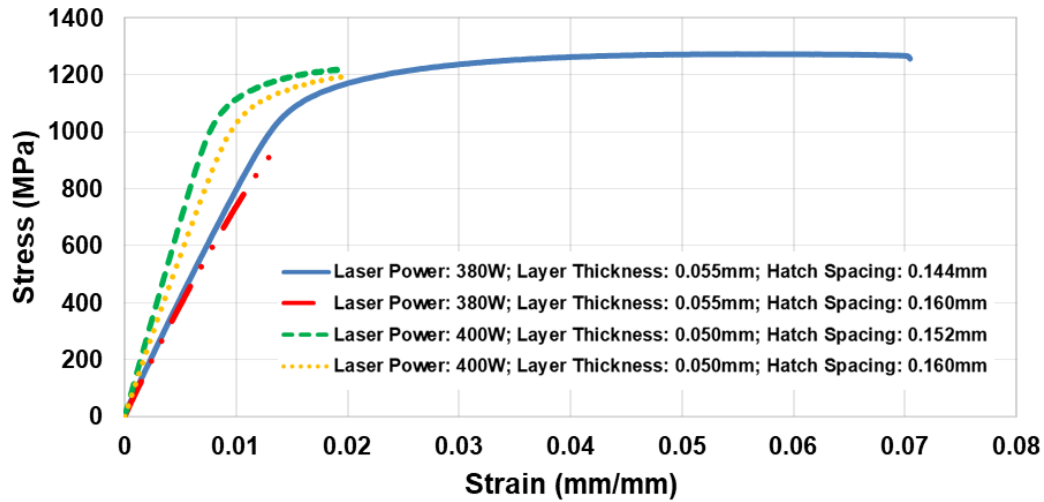 1400
1200
1000
800
600
400
200
0
Stress (MPa)
Laser Power: 380W; Layer Thickness: 0.055mm; Hatch Spacing: 0.144mm
Laser Power: 380W; Layer Thickness: 0.055mm; Hatch Spacing: 0.160mm
Laser Power: 400W; Layer Thickness: 0.050mm; Hatch Spacing: 0.152mm
Laser Power: 400W; Layer Thickness: 0.050mm; Hatch Spacing: 0.160mm
0 0.01 0.02 0.03 0.04 0.05 0.06 0.07 0.08
Strain (mm/mm)